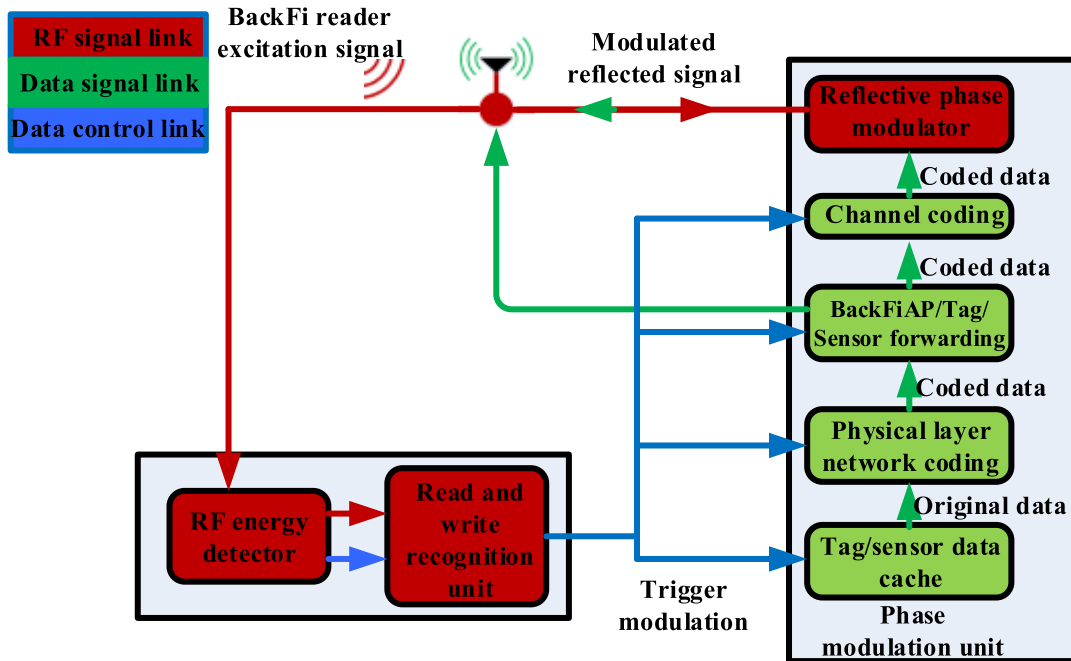 RF signal link
Data signal link
Data control link
BackFi reader
excitation signal
Modulated
reflected signal
Reflective phase
modulator
Coded data
Channel coding
Coded data
BackFiAP/Tag/
Sensor forwarding
Coded data
Physical layer
network coding
Original data
Tag/sensor data
cache
Phase
modulation unit
RF energy
detector
Read and
write
recognition
unit
Trigger
modulation